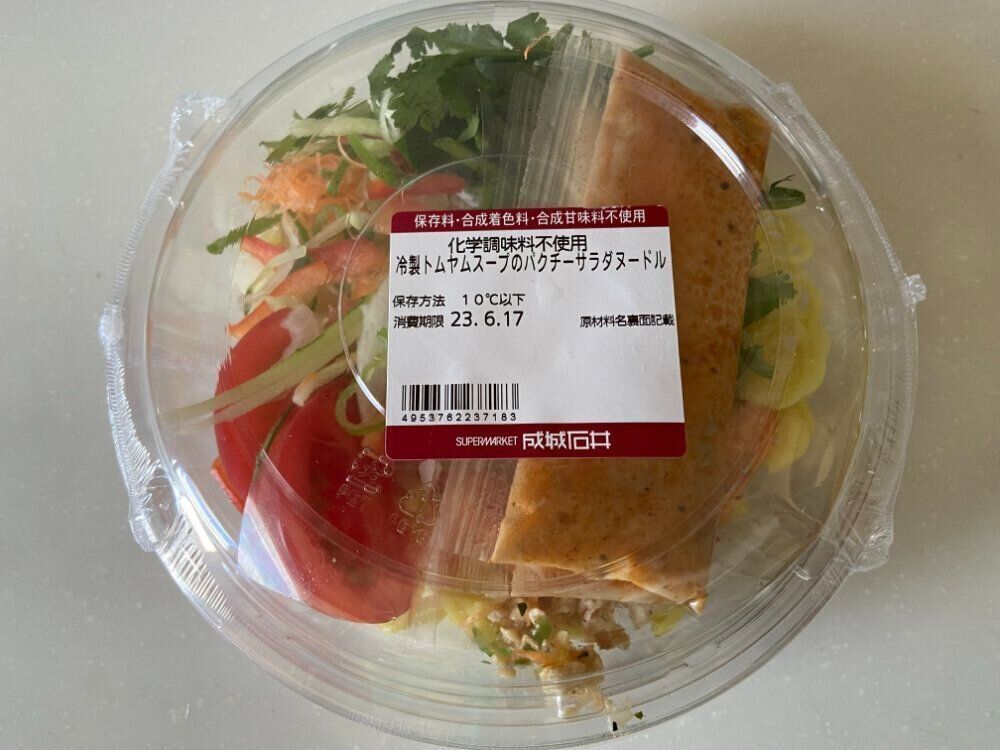 保存料・合成着色料・合成甘味料不使用
化学調味料不使用
冷製トムヤムスープのパクチーサラダヌードル
保存方法 10℃以下
消費期限 23.6.17 原材料名裏面記載
4953762237183
SUPERMARKET 成城石井